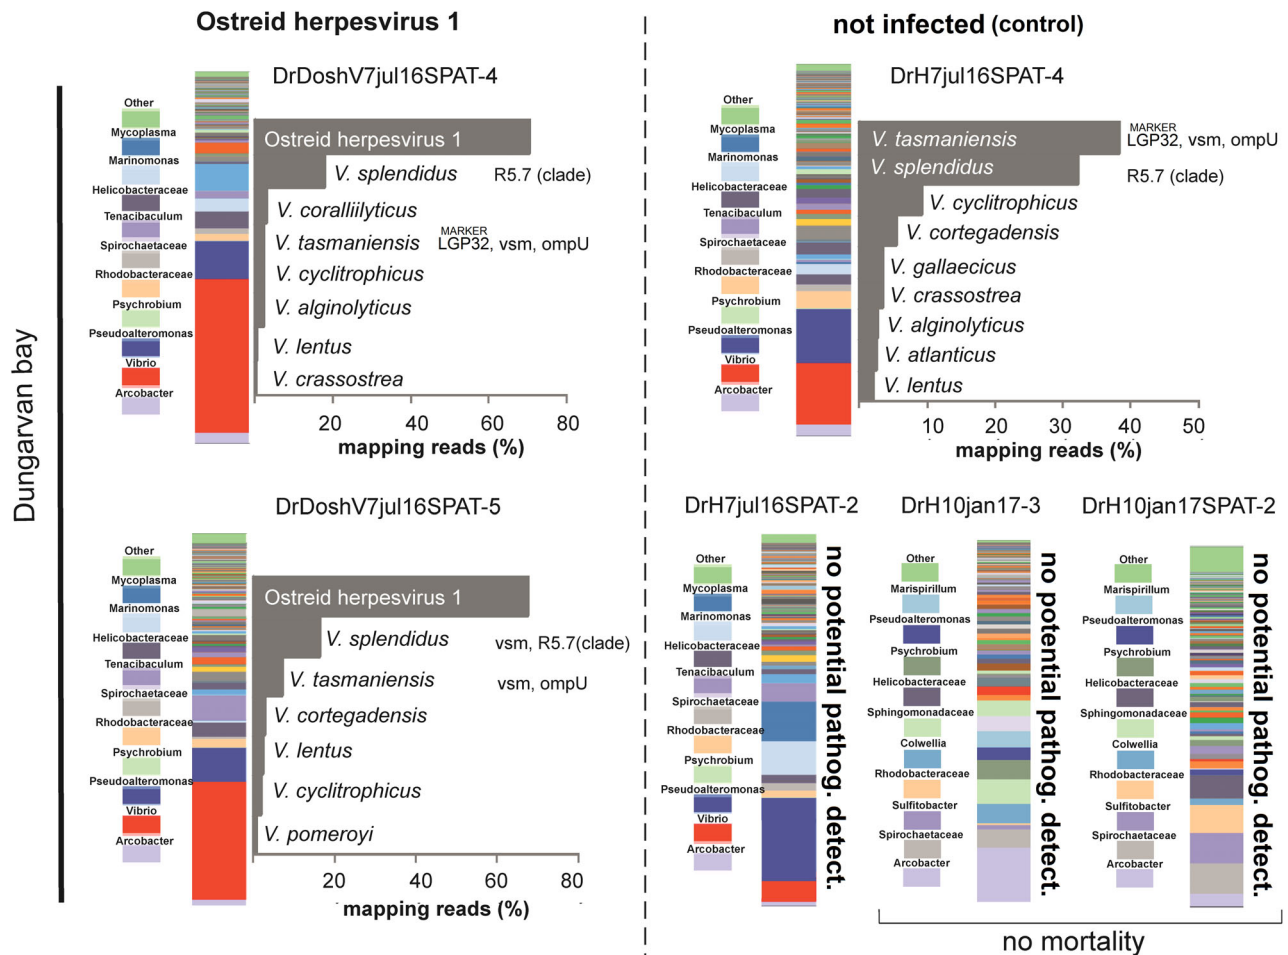 Ostreid herpesvirus 1
not infected (control)
Dungarvan bay
DrDoshV7jul16SPAT-4
Other
Mycoplasma
Marinomonas
Helicobacteraceae
Tenacibaculum
Spirochaetaceae
Rhodobacteraceae
Psychrobium
Pseudoalteromonas
Vibrio
Arcobacter
Ostreid herpesvirus 1
V. splendidus R5.7 (clade)
V. coralliilyticus
MARKER
V. tasmaniensis LGP32, vsm, ompU
V. cyclitrophicus
V. alginolyticus
V. lentus
V. crassostrea
0 20 40 60 80
mapping reads (%)
DrH7jul16SPAT-4
Other
Mycoplasma
Marinomonas
Helicobacteraceae
Tenacibaculum
Spirochaetaceae
Rhodobacteraceae
Psychrobium
Pseudoalteromonas
Vibrio
Arcobacter
MARKER
V. tasmaniensis LGP32, vsm, ompU
V. splendidus R5.7 (clade)
V. cyclitrophicus
V. cortegadensis
V. gallaecicus
V. crassostrea
V. alginolyticus
V. atlanticus
V. lentus
0 10 20 30 40 50
mapping reads (%)
DrDoshV7jul16SPAT-5
Other
Mycoplasma
Marinomonas
Helicobacteraceae
Tenacibaculum
Spirochaetaceae
Rhodobacteraceae
Psychrobium
Pseudoalteromonas
Vibrio
Arcobacter
Ostreid herpesvirus 1
V. splendidus vsm, R5.7(clade)
V. tasmaniensis vsm, ompU
V. cortegadensis
V. lentus
V. cyclitrophicus
V. pomeroyi
0 20 40 60 80
mapping reads (%)
DrH7jul16SPAT-2
Other
Mycoplasma
Marinomonas
Helicobacteraceae
Tenacibaculum
Spirochaetaceae
Rhodobacteraceae
Psychrobium
Pseudoalteromonas
Vibrio
Arcobacter
no potential pathog. detect.
DrH10jan17-3
Other
Marispirillum
Pseudoalteromonas
Psychrobium
Helicobacteraceae
Sphingomonadaceae
Colwellia
Rhodobacteraceae
Sulfitobacter
Spirochaetaceae
Arcobacter
no potential pathog. detect.
DrH10jan17SPAT-2
Other
Marispirillum
Pseudoalteromonas
Psychrobium
Helicobacteraceae
Sphingomonadaceae
Colwellia
Rhodobacteraceae
Sulfitobacter
Spirochaetaceae
Arcobacter
no potential pathog. detect.
no mortality